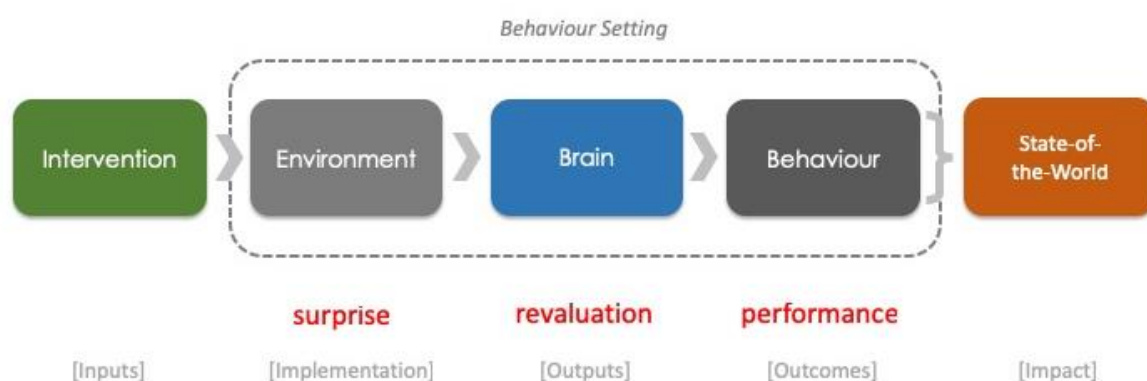 Behaviour Setting
Intervention
Environment
Brain
Behaviour
State-of-
the-World
surprise
revaluation
performance
[Inputs]
[Implementation]
[Outputs]
[Outcomes]
[Impact]